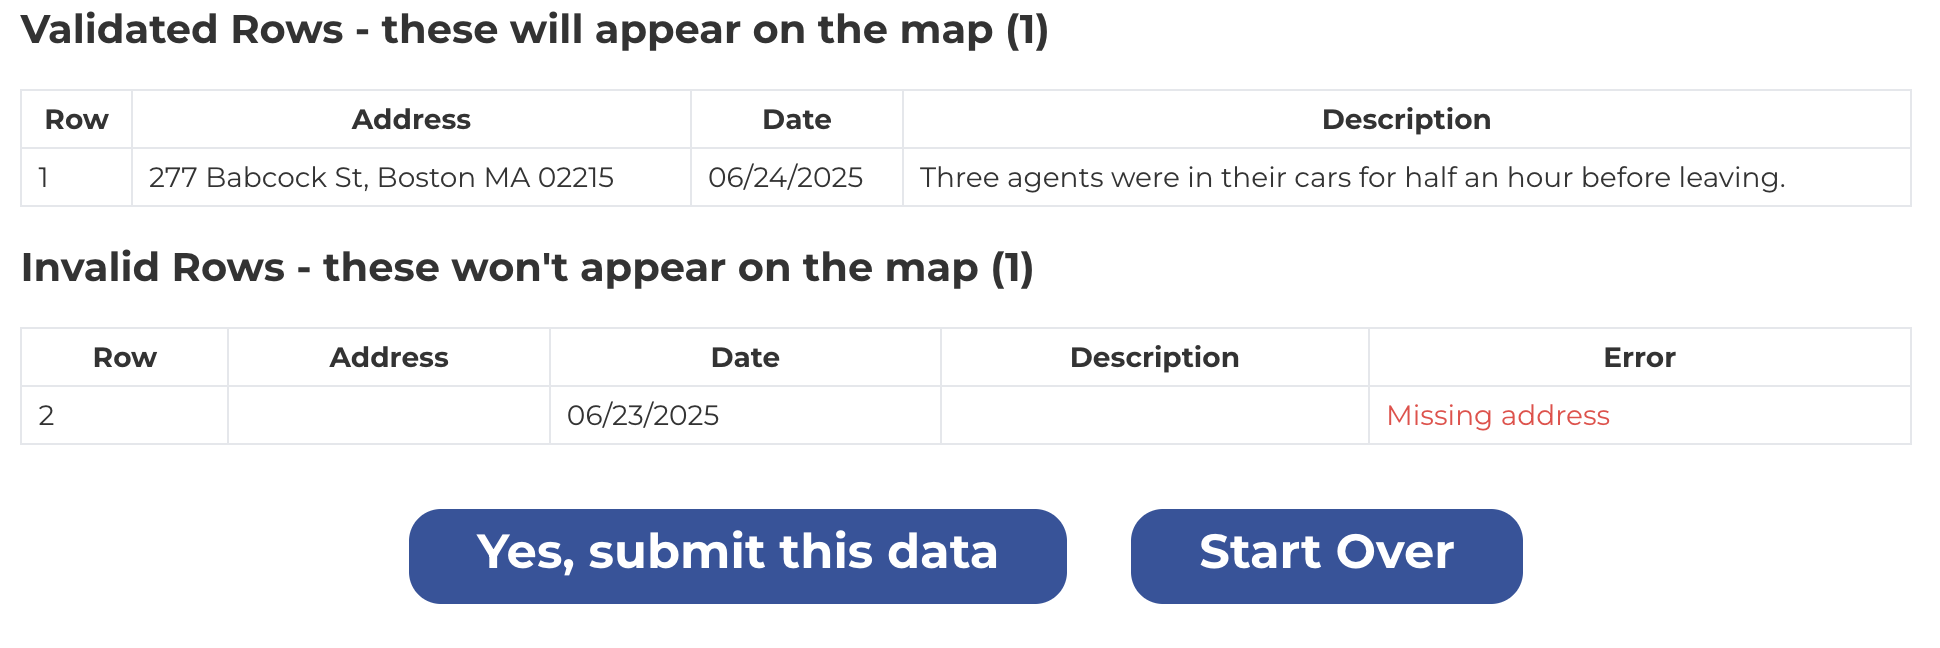 Validated Rows - these will appear on the map (1)
Row Address Date Description
1 277 Babcock St, Boston MA 02215 06/24/2025 Three agents were in their cars for half an hour before leaving.
Invalid Rows - these won't appear on the map (1)
Row Address Date Description Error
2 06/23/2025 Missing address
Yes, submit this data Start Over